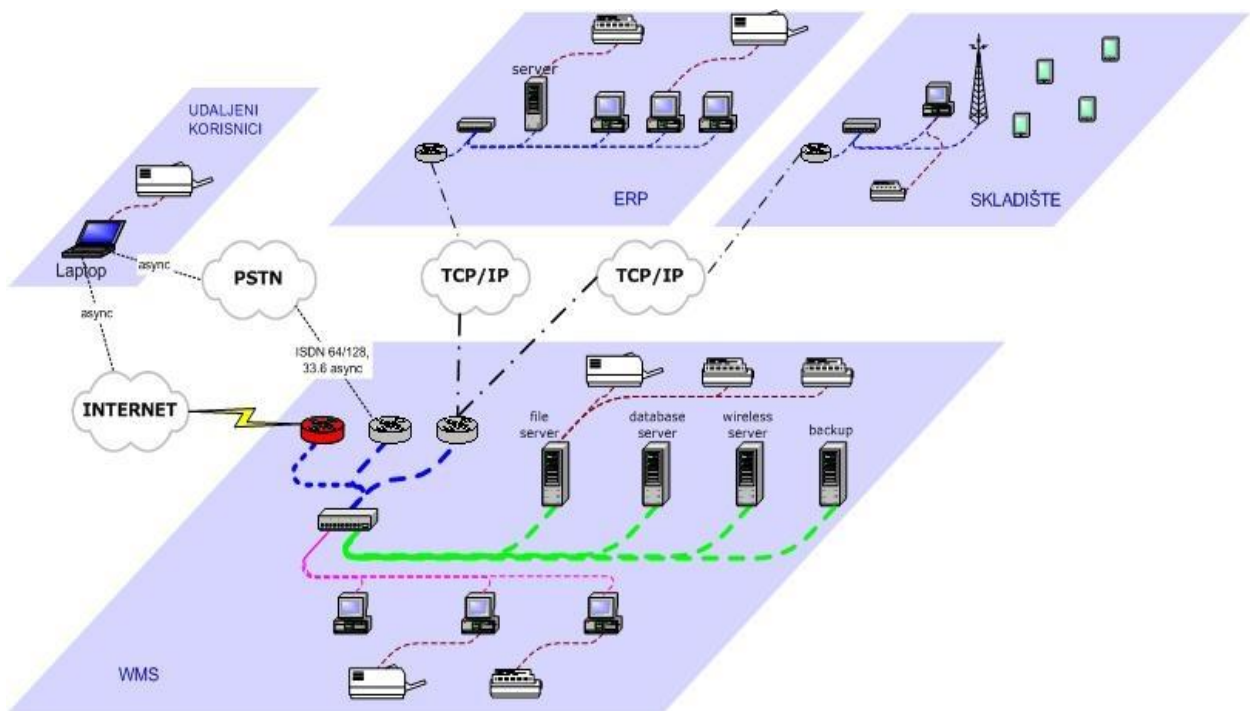 server
ERP
SKLADIŠTE
UDALJENI
KORISNICI
Laptop
async
PSTN
TCP/IP
TCP/IP
async
ISDN 64/128,
33.6 async
INTERNET
file
server
database
server
wireless
server
backup
WMS